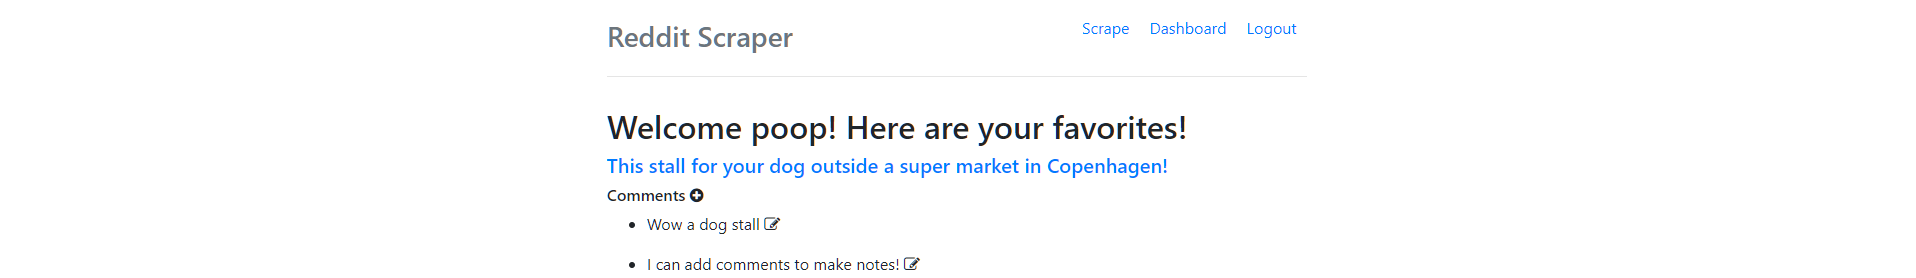 Reddit Scraper
Scrape Dashboard Logout
Welcome poop! Here are your favorites!
This stall for your dog outside a super market in Copenhagen!
Comments
Wow a dog stall
I can add comments to make notes!